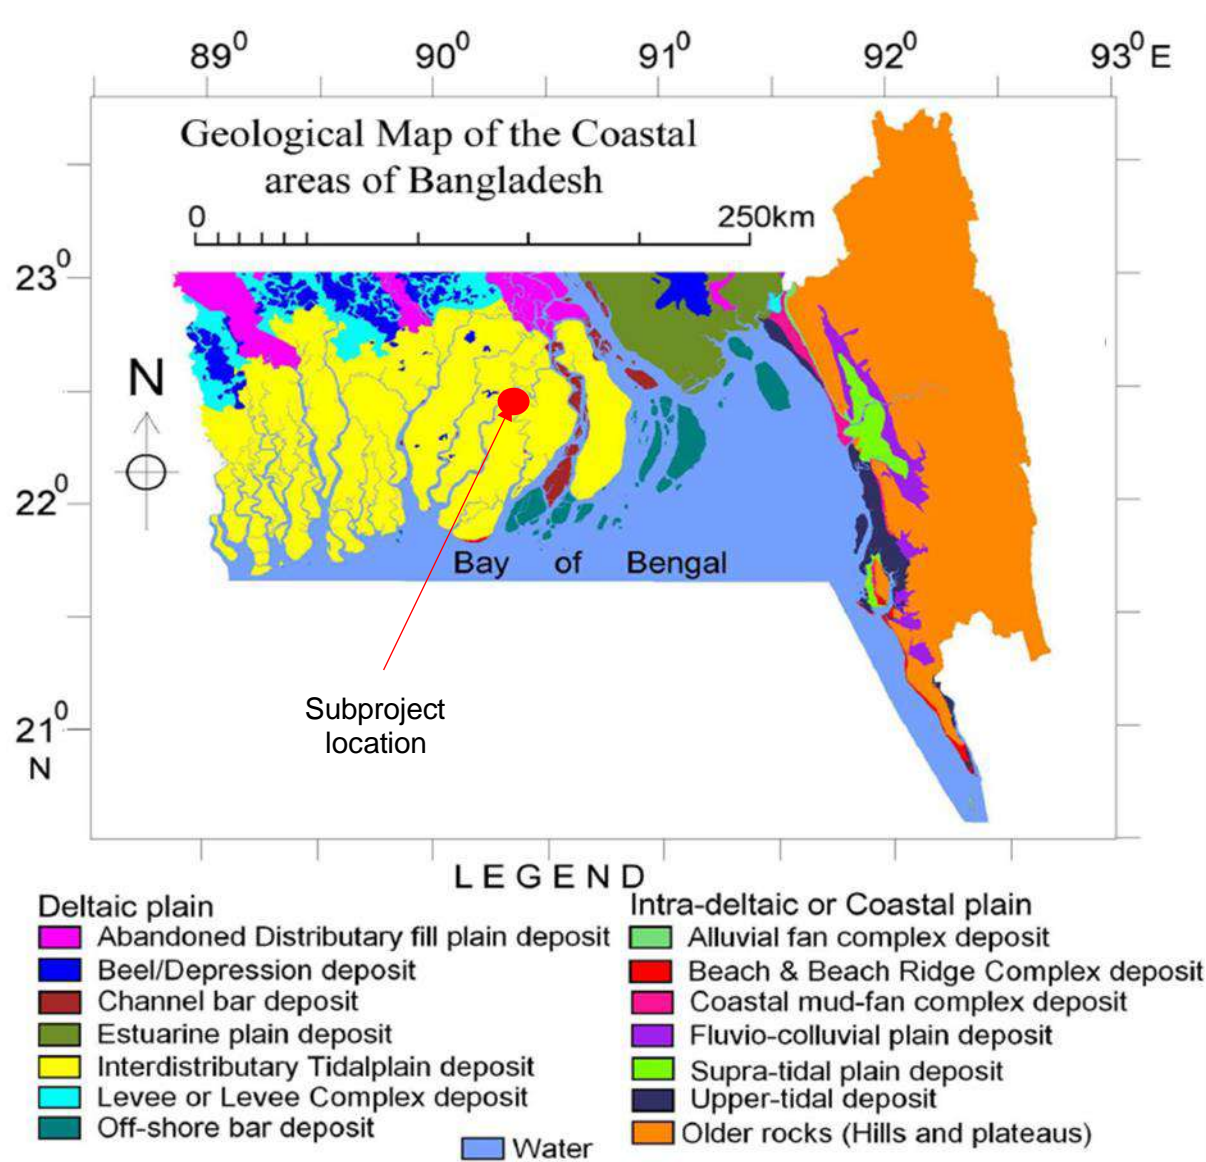 89⁰ 90⁰ 91⁰ 92⁰ 93⁰ E
Geological Map of the Coastal
areas of Bangladesh
0 250km
23⁰
N
22⁰
Bay of Bengal
Subproject
location
21⁰
N
LEGEND
Deltaic plain
Abandoned Distributary fill plain deposit
Beel/Depression deposit
Channel bar deposit
Estuarine plain deposit
Interdistributary Tidalplain deposit
Levee or Levee Complex deposit
Off-shore bar deposit
Water
Intra-deltaic or Coastal plain
Alluvial fan complex deposit
Beach & Beach Ridge Complex deposit
Coastal mud-fan complex deposit
Fluvio-colluvial plain deposit
Supra-tidal plain deposit
Upper-tidal deposit
Older rocks (Hills and plateaus)